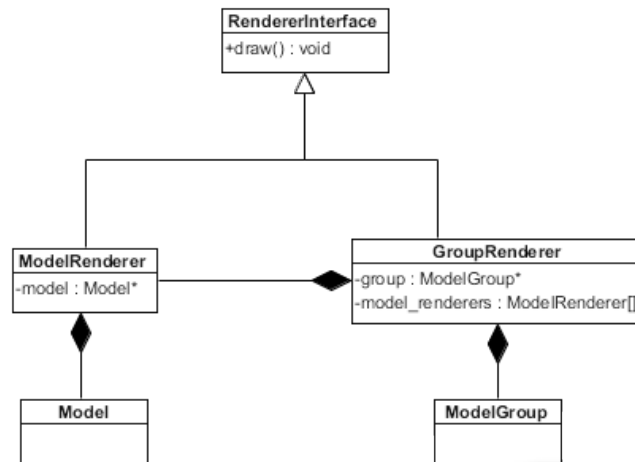 RendererInterface
+draw() : void
ModelRenderer
-model : Model*
GroupRenderer
-group : ModelGroup*
-model_renderers : ModelRenderer[]
Model
ModelGroup